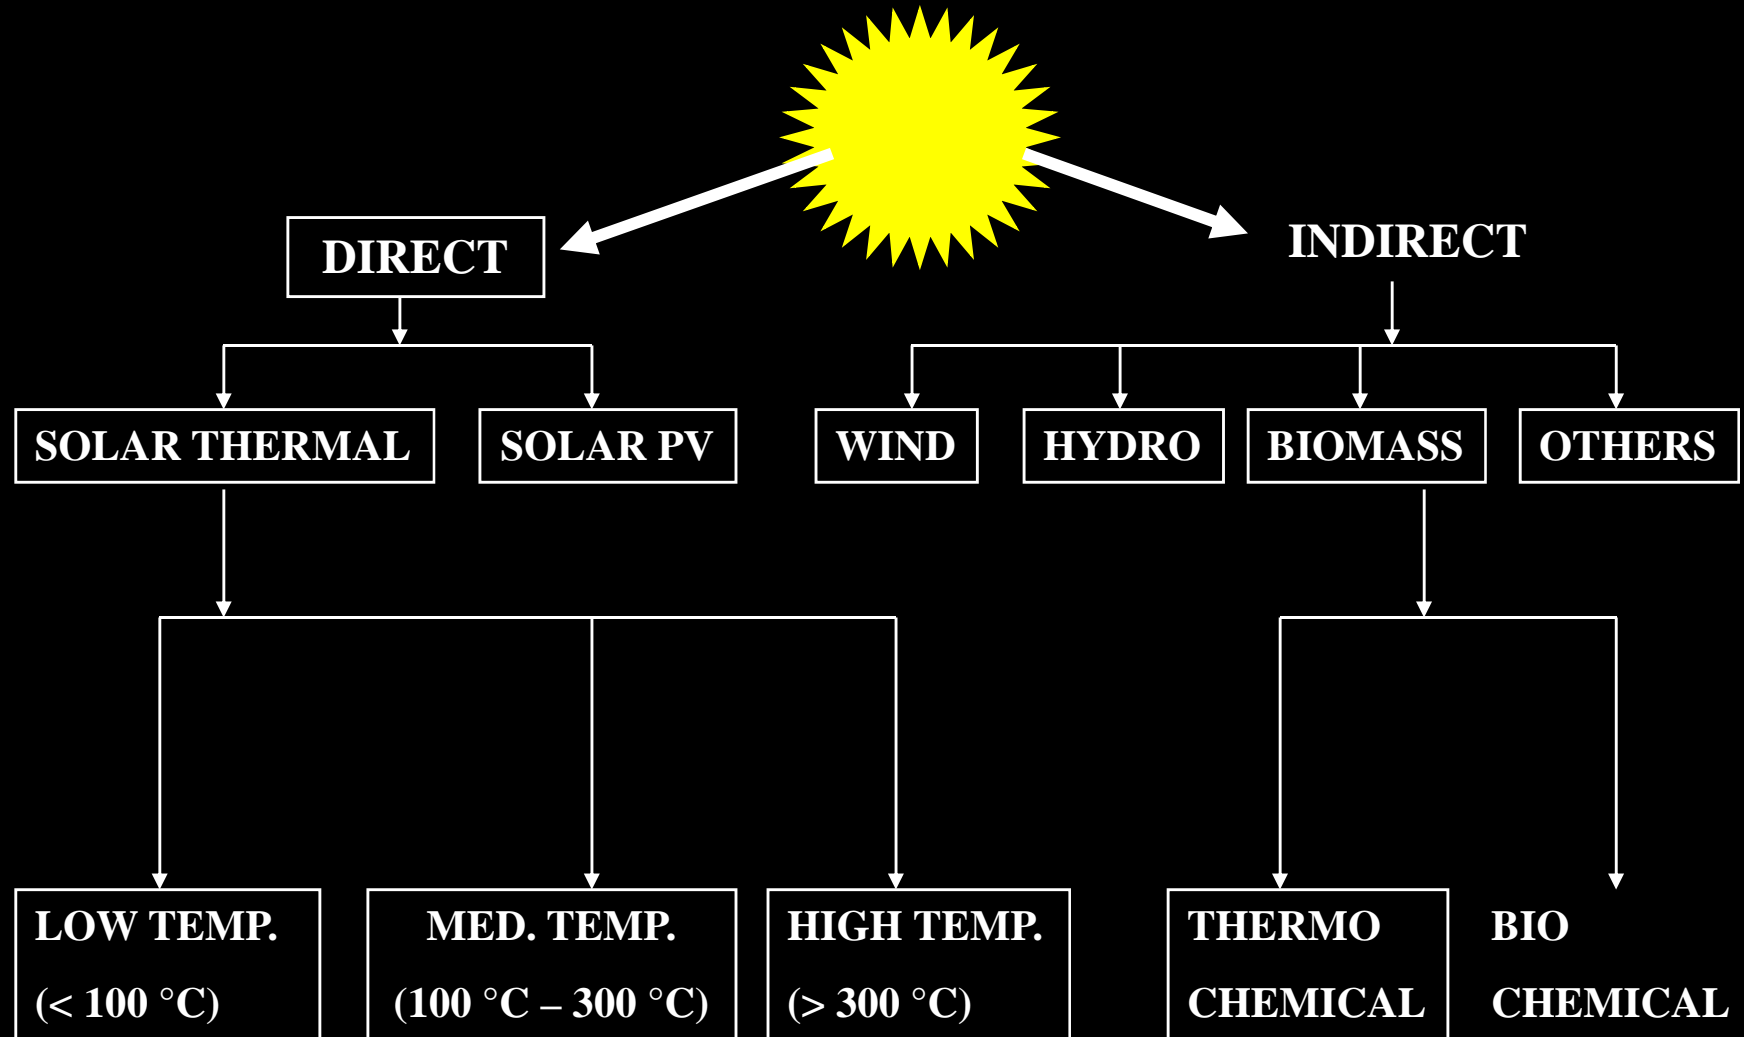 DIRECT
INDIRECT
SOLAR THERMAL
SOLAR PV
WIND
HYDRO
BIOMASS
OTHERS
LOW TEMP.
(< 100 °C)
MED. TEMP.
(100 °C – 300 °C)
HIGH TEMP.
(> 300 °C)
THERMO
CHEMICAL
BIO
CHEMICAL